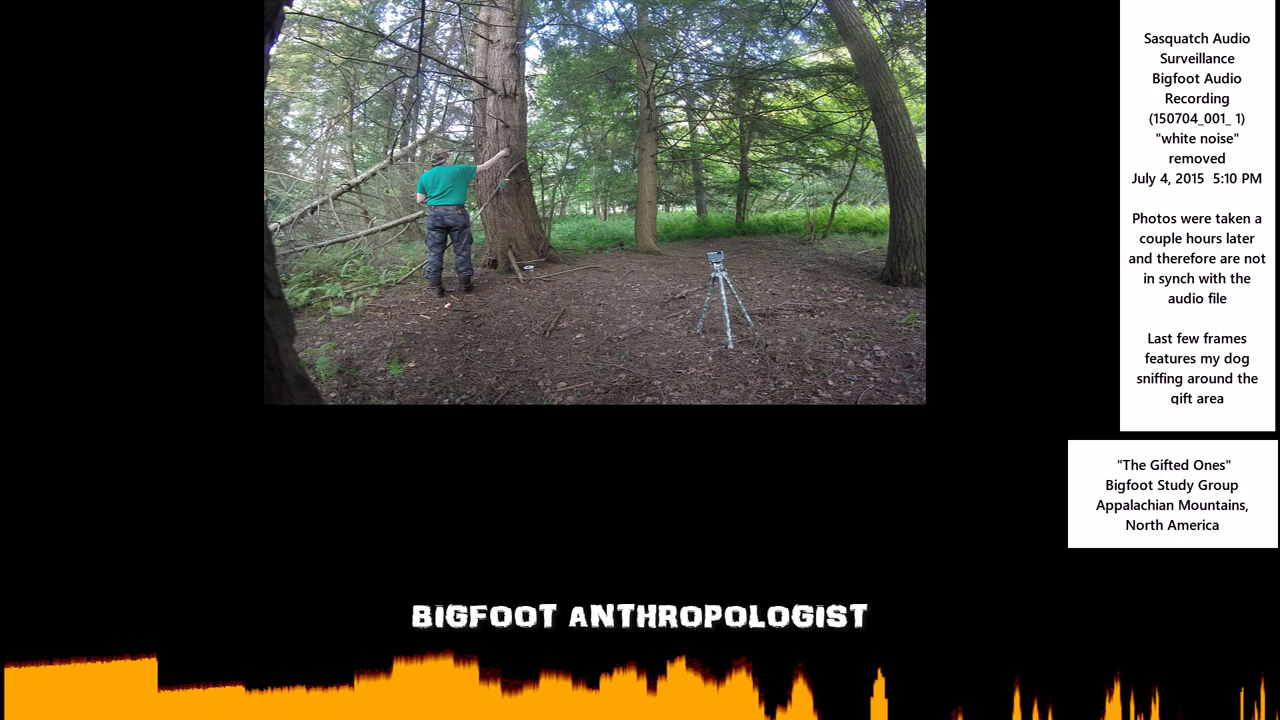 Sasquatch Audio
Surveillance
Bigfoot Audio
Recording
(150704_001_ 1)
"white noise"
removed
July 4, 2015  5:10 PM
Photos were taken a
couple hours later
and therefore are not
in synch with the
audio file
Last few frames
features my dog
sniffing around the
gift area
"The Gifted Ones"
Bigfoot Study Group
Appalachian Mountains,
North America
BIGFOOT ANTHROPOLOGIST